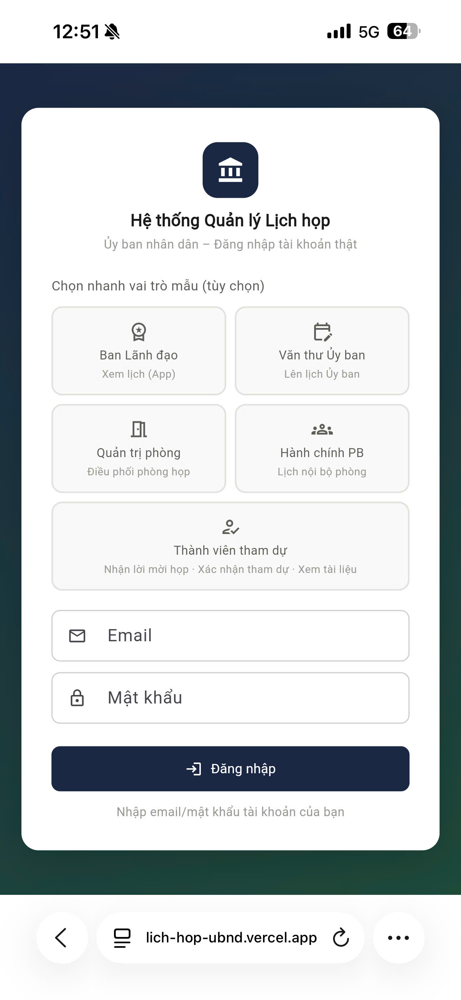 12:51
5G
64
Hệ thống Quản lý Lịch họp
Ủy ban nhân dân – Đăng nhập tài khoản thật
Chọn nhanh vai trò mẫu (tùy chọn)
Ban Lãnh đạo
Xem lịch (App)
Văn thư Ủy ban
Lên lịch Ủy ban
Quản trị phòng
Điều phối phòng họp
Hành chính PB
Lịch nội bộ phòng
Thành viên tham dự
Nhận lời mời họp · Xác nhận tham dự · Xem tài liệu
Email
Mật khẩu
Đăng nhập
Nhập email/mật khẩu tài khoản của bạn
lich-hop-ubnd.vercel.app